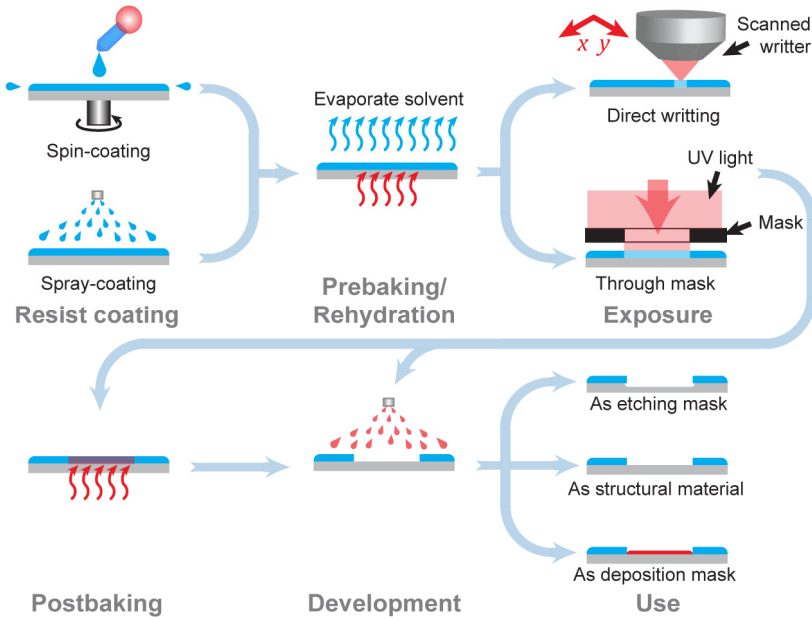 Spin-coating
Spray-coating
Resist coating
Evaporate solvent
Prebaking/
Rehydration
x y
Scanned
writter
Direct writting
UV light
Mask
Through mask
Exposure
Postbaking
Development
As etching mask
As structural material
As deposition mask
Use